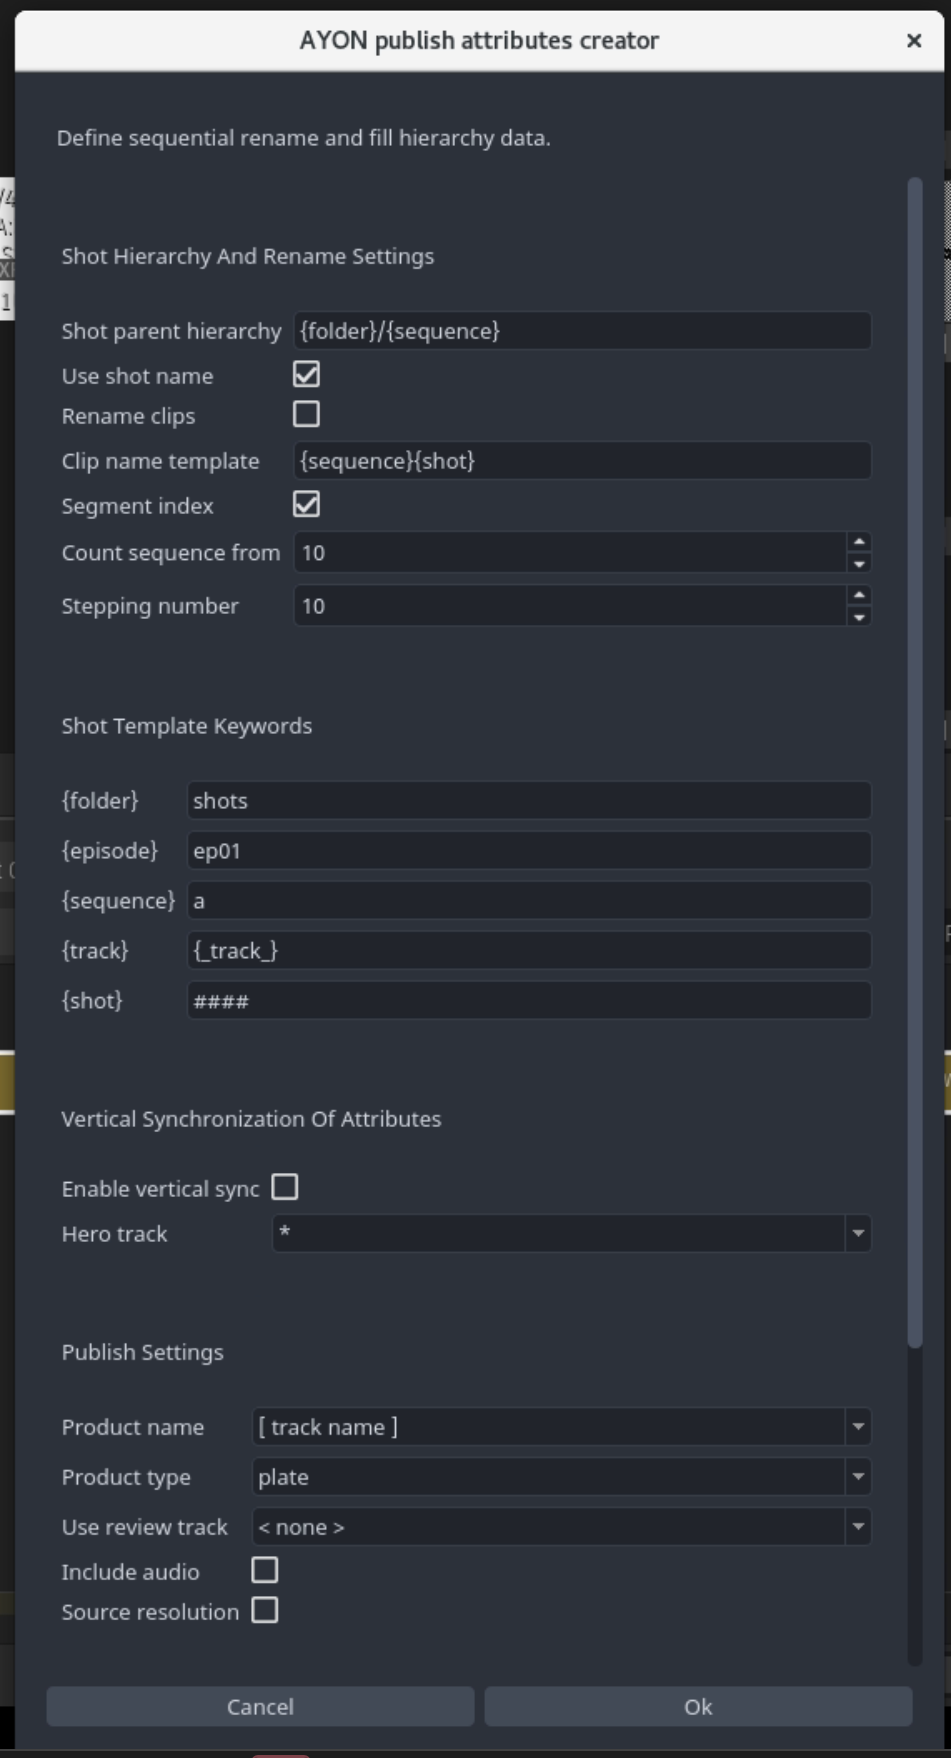 AYON publish attributes creator ×
Define sequential rename and fill hierarchy data.
Shot Hierarchy And Rename Settings
Shot parent hierarchy {folder}/{sequence}
Use shot name
Rename clips
Clip name template {sequence}{shot}
Segment index
Count sequence from 10
Stepping number 10
Shot Template Keywords
{folder} shots
{episode} ep01
{sequence} a
{track} {_track_}
{shot} ####
Vertical Synchronization Of Attributes
Enable vertical sync
Hero track *
Publish Settings
Product name [ track name ]
Product type plate
Use review track < none >
Include audio
Source resolution
Cancel Ok